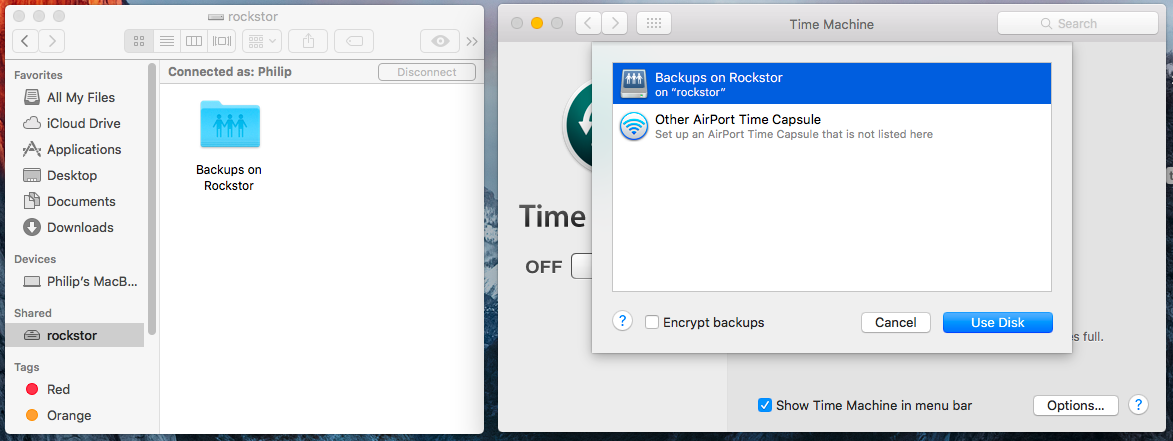 rockstor
Connected as: Philip
Disconnect
Favorites
All My Files
iCloud Drive
Applications
Desktop
Documents
Downloads
Devices
Philip's MacB...
Shared
rockstor
Tags
Red
Orange
Backups on
Rockstor
Time Machine
Search
Backups on Rockstor
on “rockstor”
Other AirPort Time Capsule
Set up an AirPort Time Capsule that is not listed here
Time
OFF
?
Encrypt backups
Cancel
Use Disk
es full.
Show Time Machine in menu bar
Options...
?